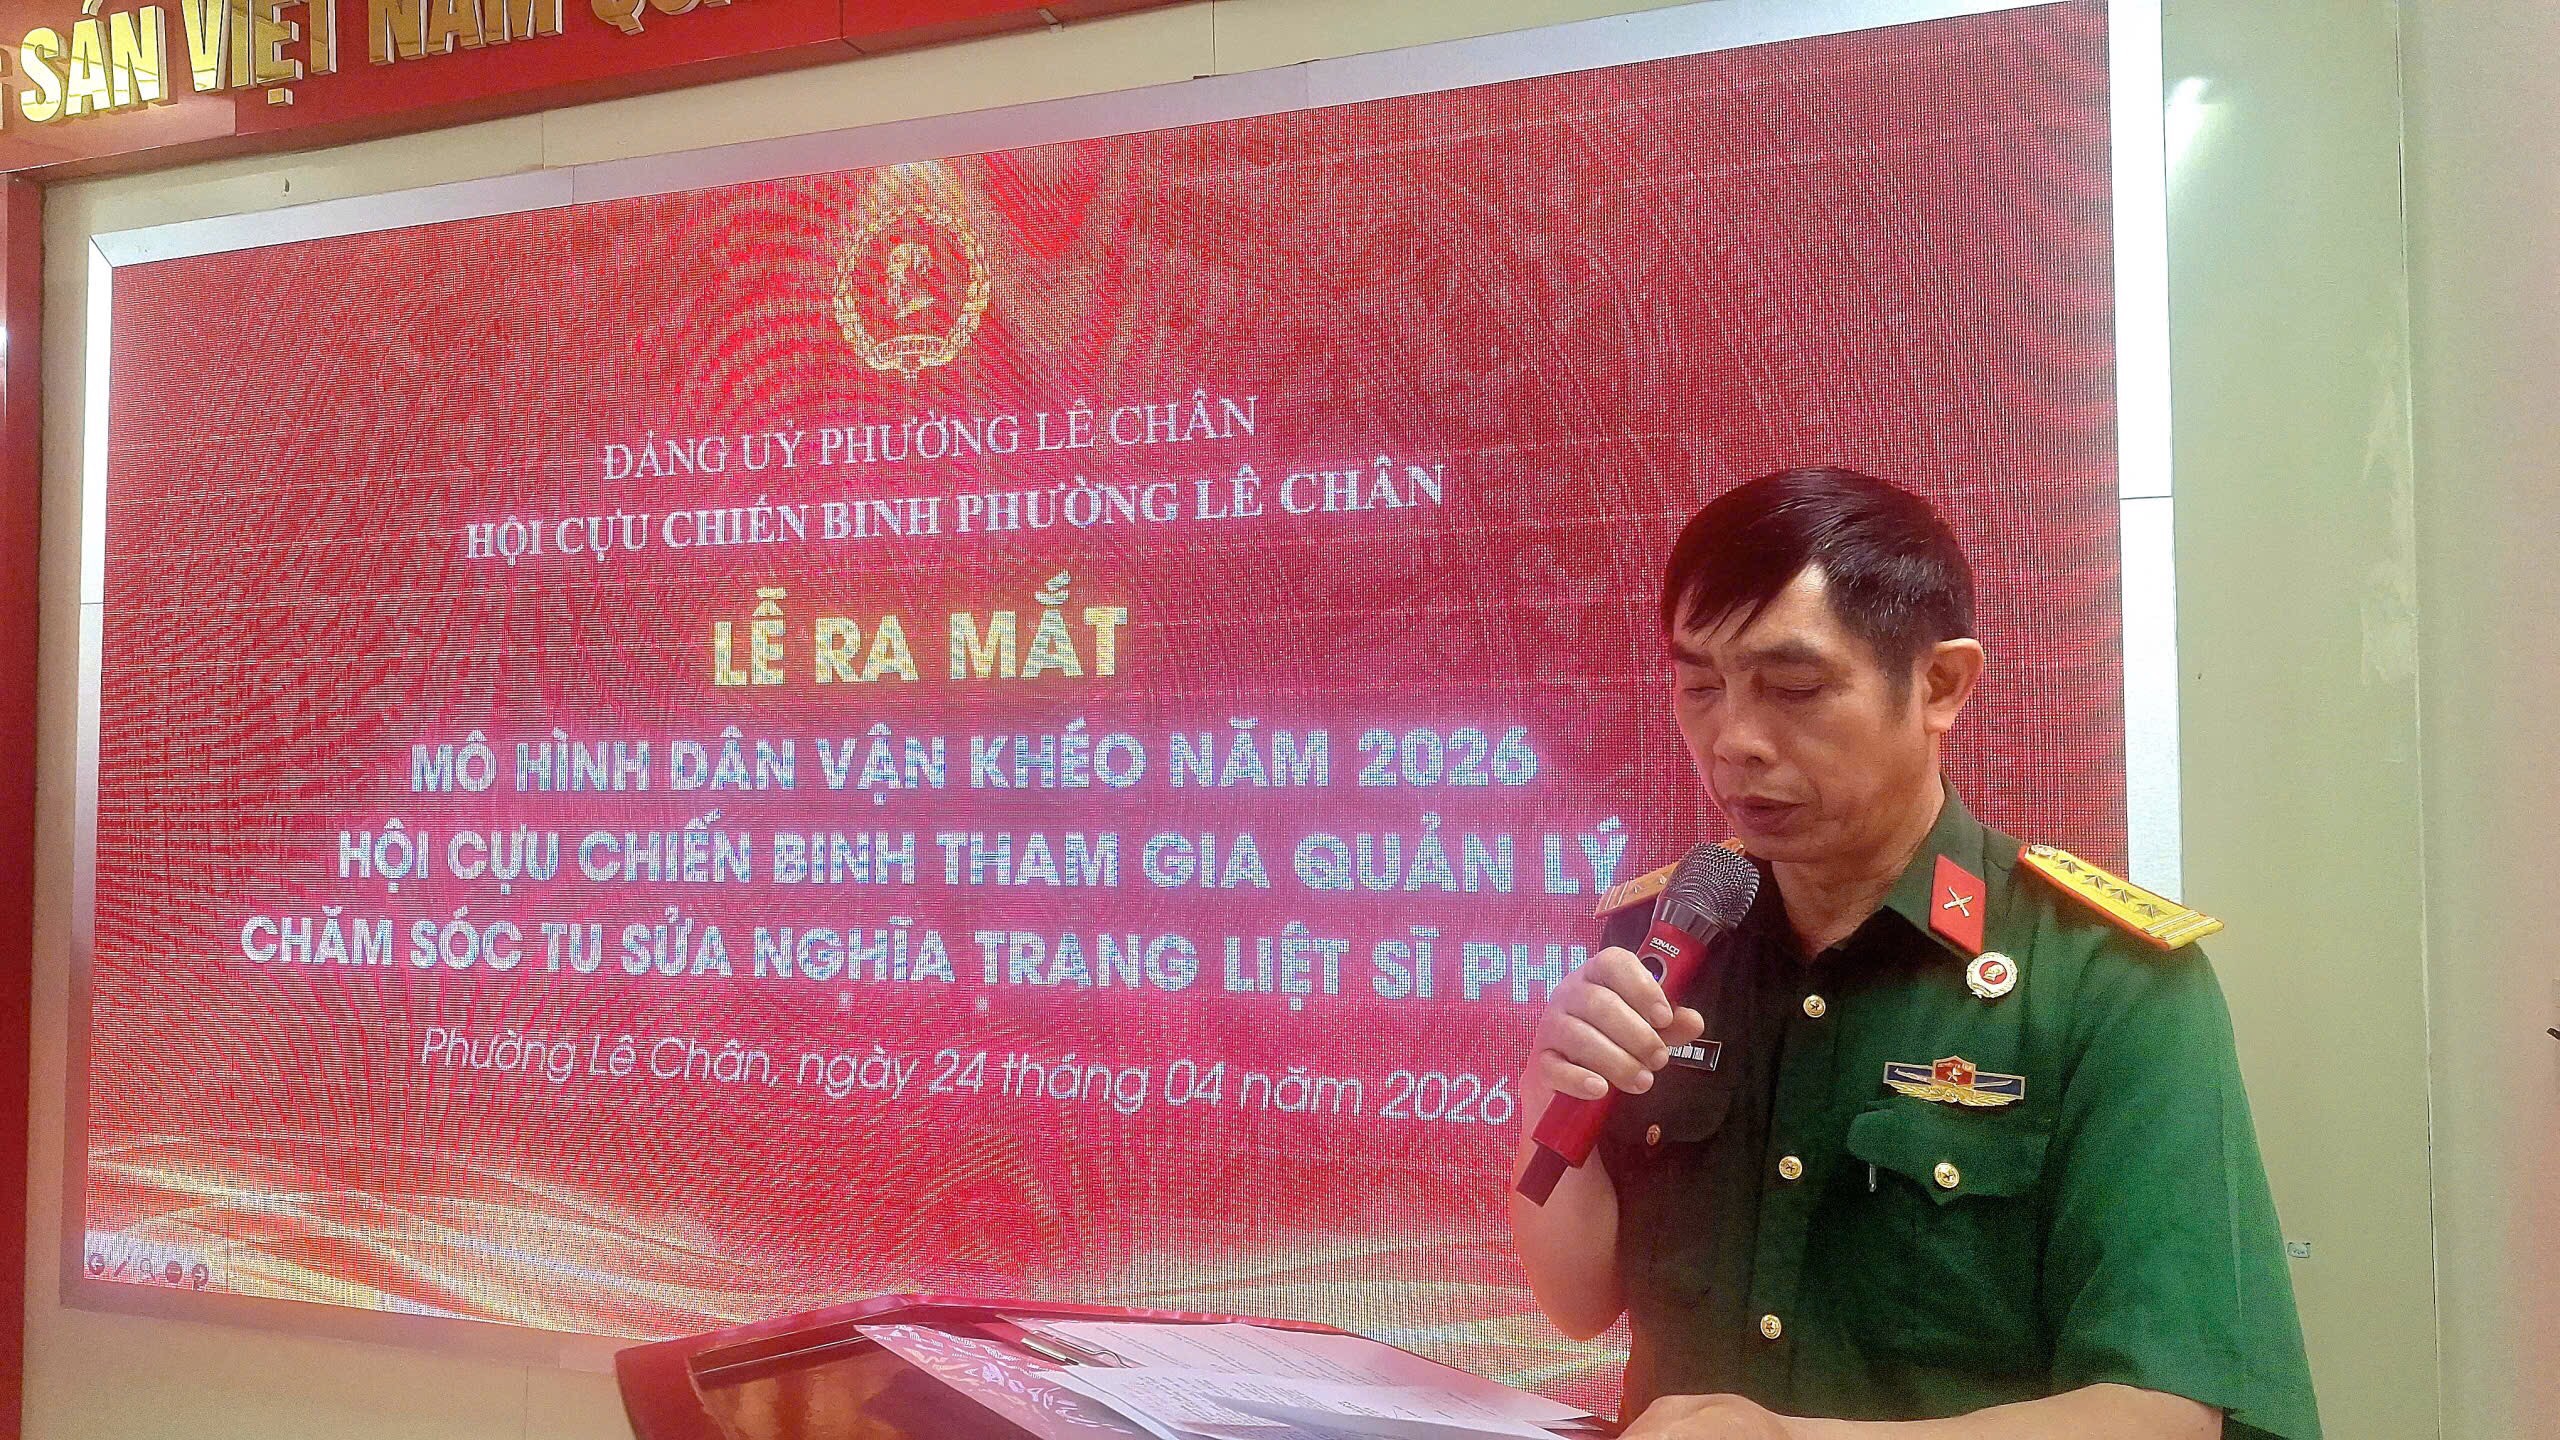 SẢN VIỆT NAM
ĐẢNG UỶ PHƯỜNG LÊ CHÂN
HỘI CỰU CHIẾN BINH PHƯỜNG LÊ CHÂN
LỄ RA MẮT
MÔ HÌNH DÂN VẬN KHÉO NĂM 2026
HỘI CỰU CHIẾN BINH THAM GIA QUẢN LÝ
CHĂM SÓC TU SỬA NGHĨA TRANG LIỆT SĨ
Phường Lê Chân, ngày 24 tháng 04 năm 2026
SONACO